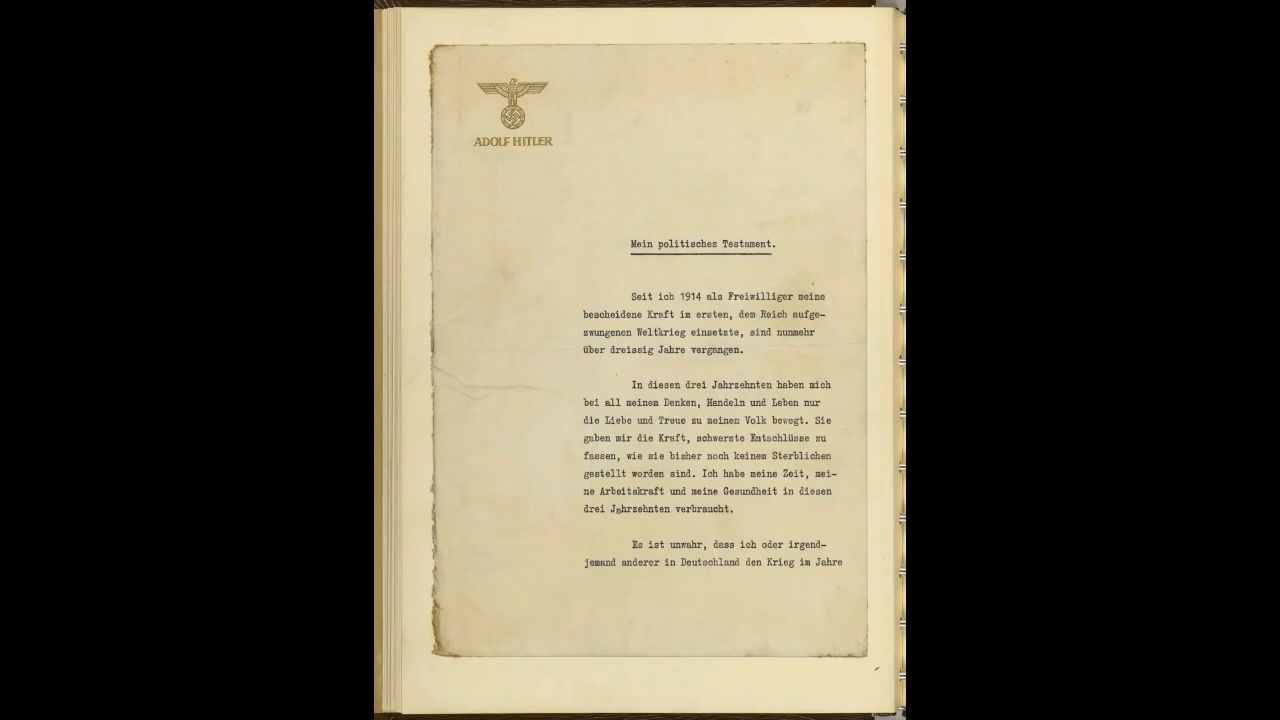 ADOLF HITLER
Mein politisches Testament.
Seit ich 1914 als Freiwilliger meine
bescheidene Kraft im ersten, dem Reich aufge-
zwungenen Weltkrieg einsetzte, sind nunmehr
über dreissig Jahre vergangen.
In diesen drei Jahrzehnten haben mich
bei all meinem Denken, Handeln und Leben nur
die Liebe und Treue zu meinem Volk bewegt. Sie
gaben mir die Kraft, schwerste Entschlüsse zu
fassen, wie sie bisher noch keinem Sterblichen
gestellt worden sind. Ich habe meine Zeit, mei-
ne Arbeitskraft und meine Gesundheit in diesen
drei Jahrzehnten verbraucht.
Es ist unwahr, dass ich oder irgend-
jemand anderer in Deutschland den Krieg im Jahre